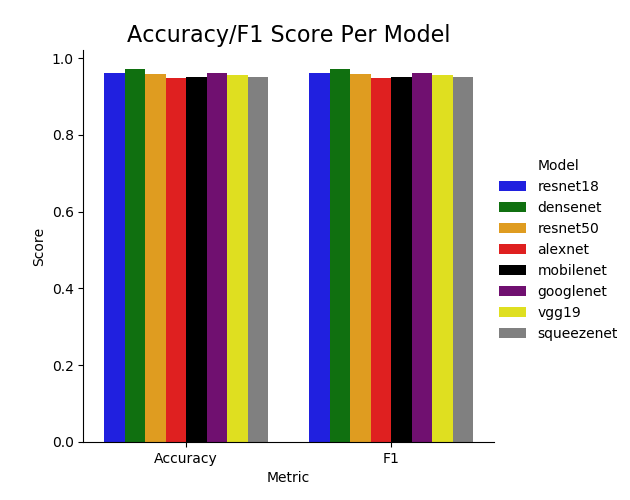 Accuracy/F1 Score Per Model
1.0
0.8
0.6
0.4
0.2
0.0
Score
Accuracy
F1
Metric
Model
resnet18
densenet
resnet50
alexnet
mobilenet
googlenet
vgg19
squeezenet